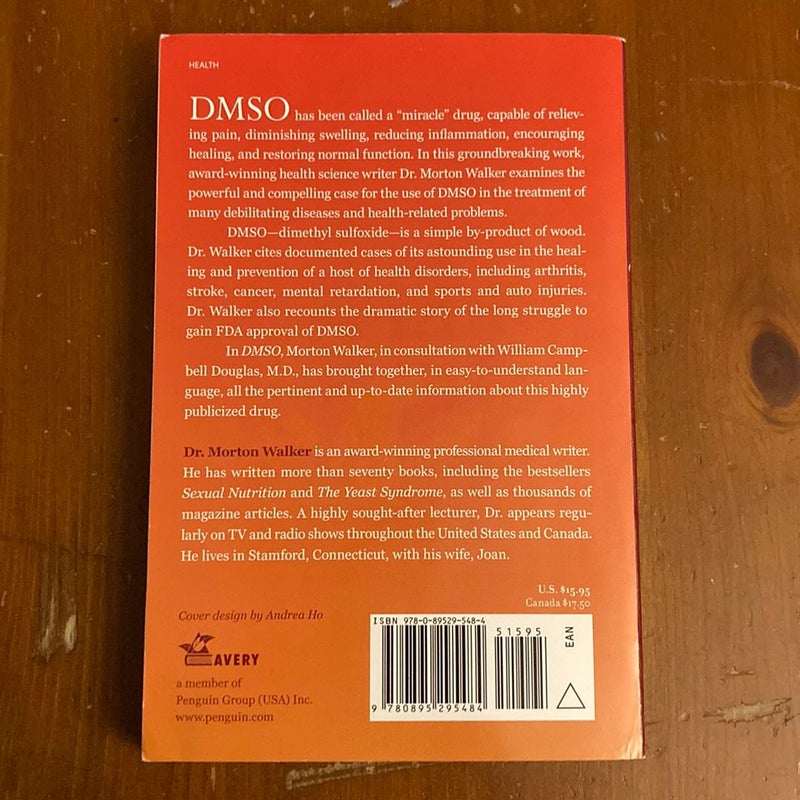 HEALTH
DMSO has been called a “miracle” drug, capable of reliev-
ing pain, diminishing swelling, reducing inflammation, encouraging
healing, and restoring normal function. In this groundbreaking work,
award-winning health science writer Dr. Morton Walker examines the
powerful and compelling case for the use of DMSO in the treatment of
many debilitating diseases and health-related problems.
DMSO—dimethyl sulfoxide—is a simple by-product of wood.
Dr. Walker cites documented cases of its astounding use in the heal-
ing and prevention of a host of health disorders, including arthritis,
stroke, cancer, mental retardation, and sports and auto injuries.
Dr. Walker also recounts the dramatic story of the long struggle to
gain FDA approval of DMSO.
In DMSO, Morton Walker, in consultation with William Camp-
bell Douglas, M.D., has brought together, in easy-to-understand lan-
guage, all the pertinent and up-to-date information about this highly
publicized drug.
Dr. Morton Walker is an award-winning professional medical writer.
He has written more than seventy books, including the bestsellers
Sexual Nutrition and The Yeast Syndrome, as well as thousands of
magazine articles. A highly sought-after lecturer, Dr. appears regu-
larly on TV and radio shows throughout the United States and Canada.
He lives in Stamford, Connecticut, with his wife, Joan.
U.S. $15.95
Canada $17.50
Cover design by Andrea Ho
AVERY
a member of
Penguin Group (USA) Inc.
www.penguin.com
ISBN 978-0-89529-548-4
51595
EAN
9 780895 295484